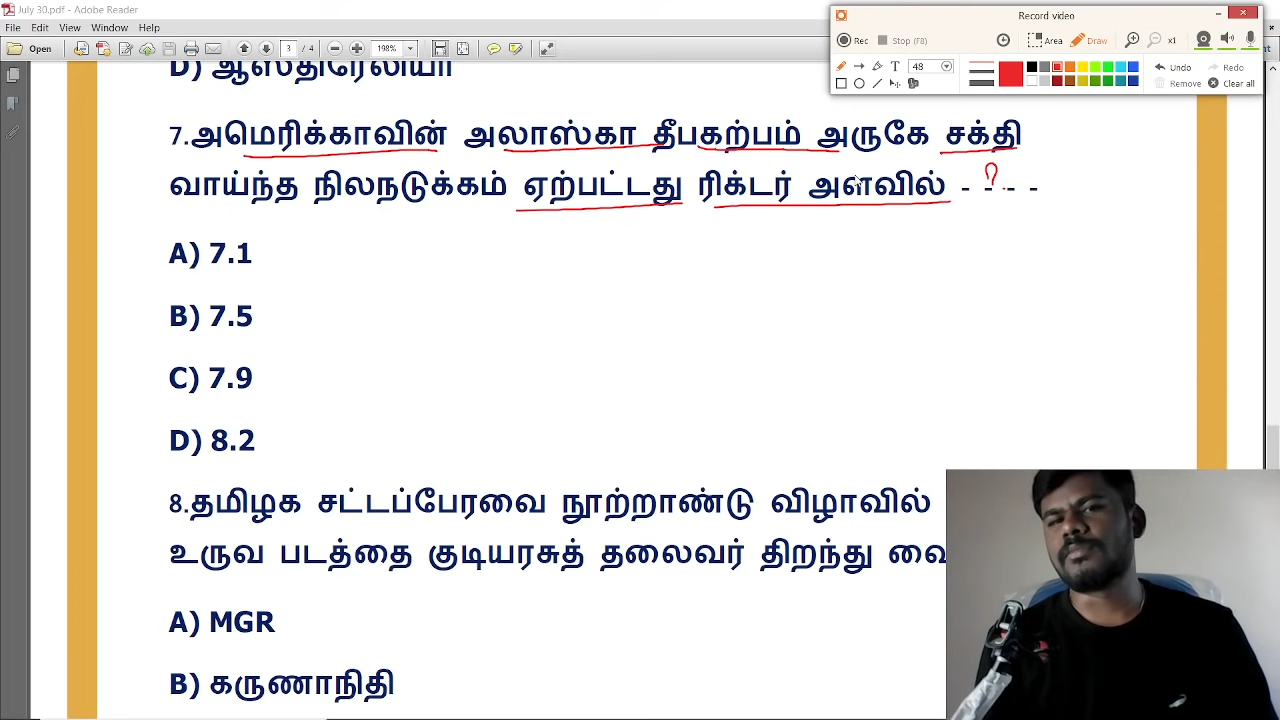 July 30.pdf - Adobe Reader
File Edit View Window Help
Open 3 / 4 198%
Record video
Rec Stop (F8) Area Draw x1
T 48 Undo Redo
Remove Clear all
D) ஆஸ்திரேலியா
7.அமெரிக்காவின் அலாஸ்கா தீபகற்பம் அருகே சக்தி
வாய்ந்த நிலநடுக்கம் ஏற்பட்டது ரிக்டர் அளவில் - - - -
?
A) 7.1
B) 7.5
C) 7.9
D) 8.2
8.தமிழக சட்டப்பேரவை நூற்றாண்டு விழாவில்
உருவ படத்தை குடியரசுத் தலைவர் திறந்து
A) MGR
B) கருணாநிதி